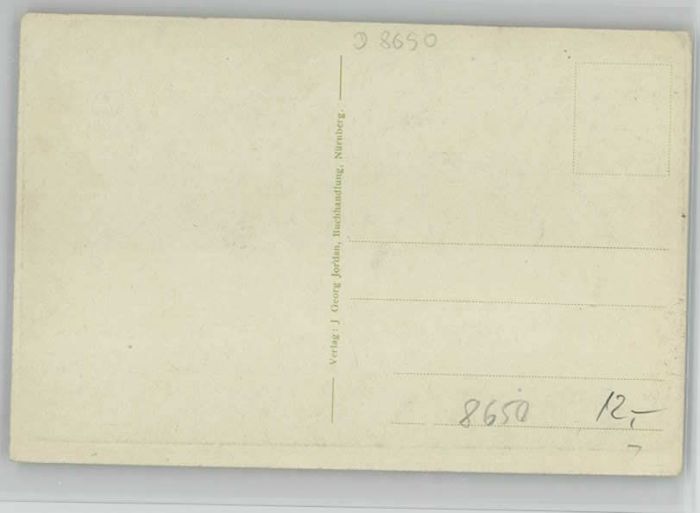 D 8650
Verlag: J Georg Jordan, Buchhandlung, Nürnberg.
8650
12,-